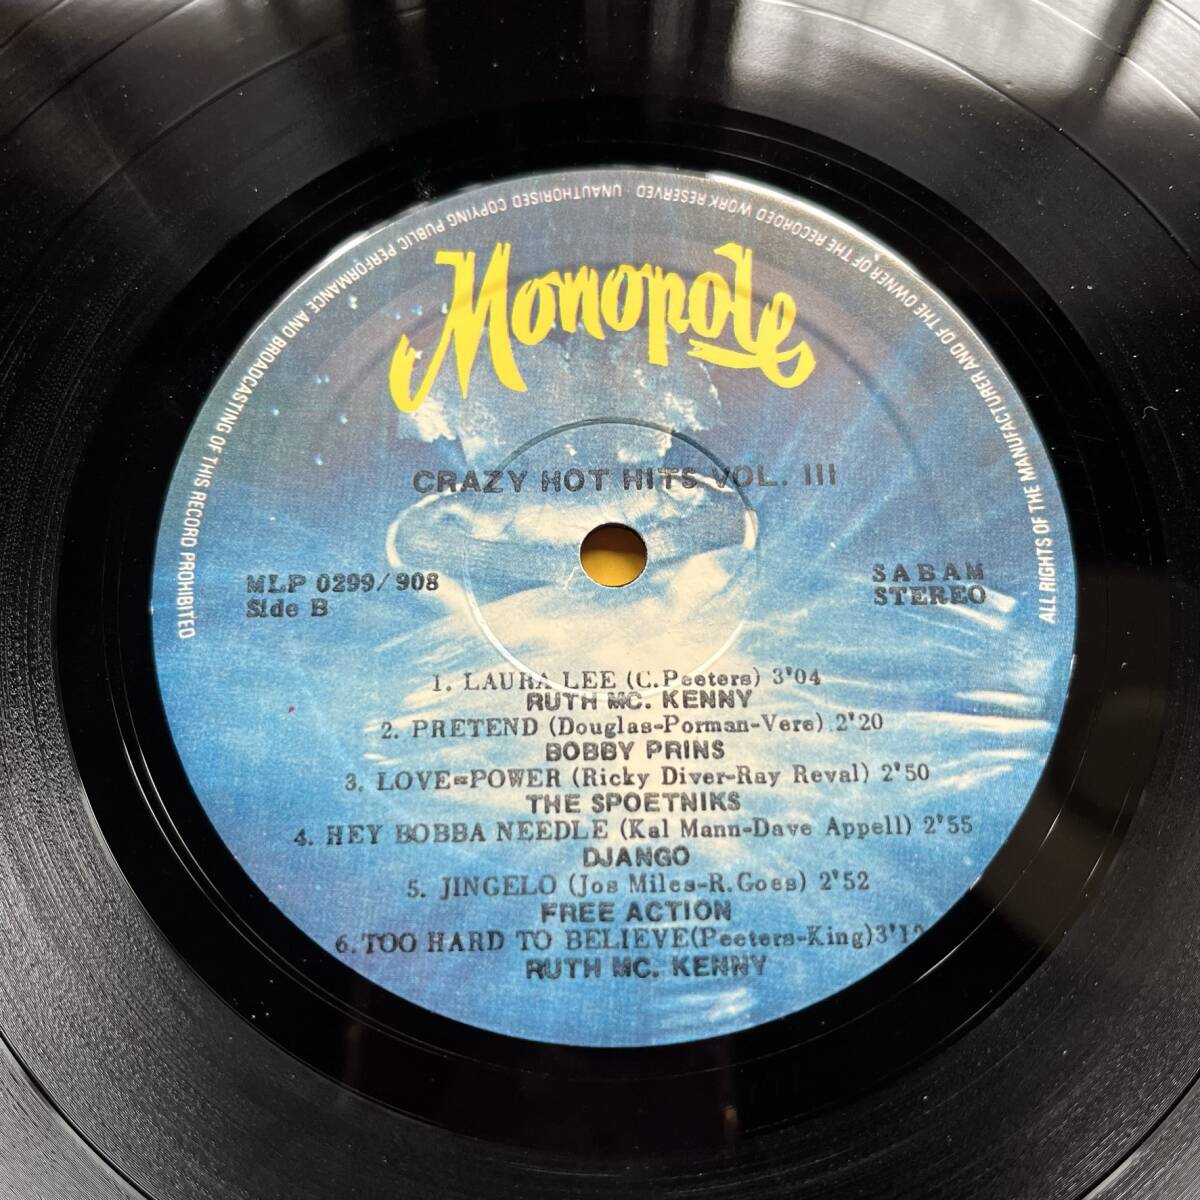 UNAUTHORISED COPYING PUBLIC PERFORMANCE AND BROADCASTING OF THIS RECORD PROHIBITED
ALL RIGHTS OF THE MANUFACTURER AND OF THE OWNER OF THE RECORDED WORK RESERVED ·
Monopole
CRAZY HOT HITS VOL. III
MLP 0299/908
Side B
SABAM
STEREO
1. LAURA LEE (C.Peeters) 3'04
RUTH MC. KENNY
2. PRETEND (Douglas-Porman-Vere) 2'20
BOBBY PRINS
3. LOVE=POWER (Ricky Diver-Ray Reval) 2'50
THE SPOETNIKS
4. HEY BOBBA NEEDLE (Kal Mann-Dave Appell) 2'55
DJANGO
5. JINGELO (Jos Miles-R.Goes) 2'52
FREE ACTION
6. TOO HARD TO BELIEVE(Peeters-King)
RUTH MC. KENNY